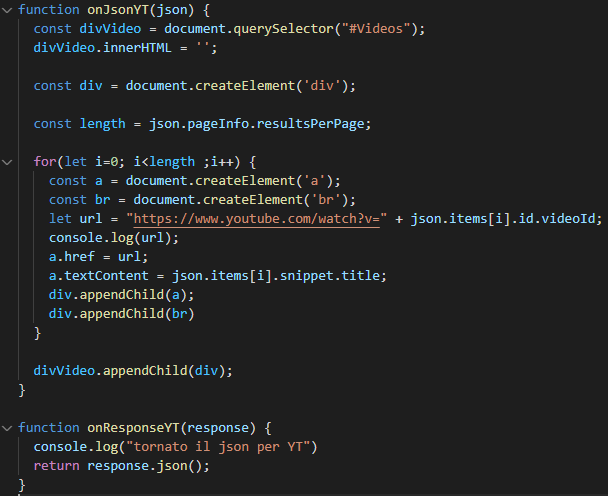 function onJsonYT(json) {
const divVideo = document.querySelector("#Videos");
divVideo.innerHTML = '';
const div = document.createElement('div');
const length = json.pageInfo.resultsPerPage;
for(let i=0; i<length ;i++) {
const a = document.createElement('a');
const br = document.createElement('br');
let url = "https://www.youtube.com/watch?v=" + json.items[i].id.videoId;
console.log(url);
a.href = url;
a.textContent = json.items[i].snippet.title;
div.appendChild(a);
div.appendChild(br)
}
divVideo.appendChild(div);
}
function onResponseYT(response) {
console.log("tornato il json per YT")
return response.json();
}